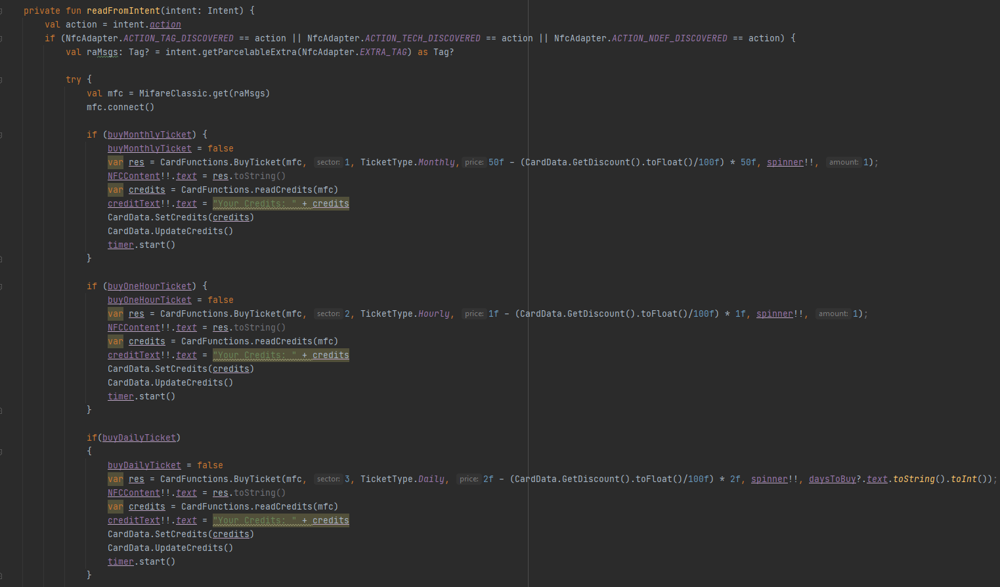 private fun readFromIntent(intent: Intent) {
val action = intent.action
if (NfcAdapter.ACTION_TAG_DISCOVERED == action || NfcAdapter.ACTION_TECH_DISCOVERED == action || NfcAdapter.ACTION_NDEF_DISCOVERED == action) {
val raMsgs: Tag? = intent.getParcelableExtra(NfcAdapter.EXTRA_TAG) as Tag?
try {
val mfc = MifareClassic.get(raMsgs)
mfc.connect()
if (buyMonthlyTicket) {
buyMonthlyTicket = false
var res = CardFunctions.BuyTicket(mfc, sector: 1, TicketType.Monthly, price: 50f - (CardData.GetDiscount().toFloat()/100f) * 50f, spinner!!, amount: 1);
NFCContent!!.text = res.toString()
var credits = CardFunctions.readCredits(mfc)
creditText!!.text = "Your Credits: " + credits
CardData.SetCredits(credits)
CardData.UpdateCredits()
timer.start()
}
if (buyOneHourTicket) {
buyOneHourTicket = false
var res = CardFunctions.BuyTicket(mfc, sector: 2, TicketType.Hourly, price: 1f - (CardData.GetDiscount().toFloat()/100f) * 1f, spinner!!, amount: 1);
NFCContent!!.text = res.toString()
var credits = CardFunctions.readCredits(mfc)
creditText!!.text = "Your Credits: " + credits
CardData.SetCredits(credits)
CardData.UpdateCredits()
timer.start()
}
if(buyDailyTicket)
{
buyDailyTicket = false
var res = CardFunctions.BuyTicket(mfc, sector: 3, TicketType.Daily, price: 2f - (CardData.GetDiscount().toFloat()/100f) * 2f, spinner!!, daysToBuy?.text.toString().toInt());
NFCContent!!.text = res.toString()
var credits = CardFunctions.readCredits(mfc)
creditText!!.text = "Your Credits: " + credits
CardData.SetCredits(credits)
CardData.UpdateCredits()
timer.start()
}